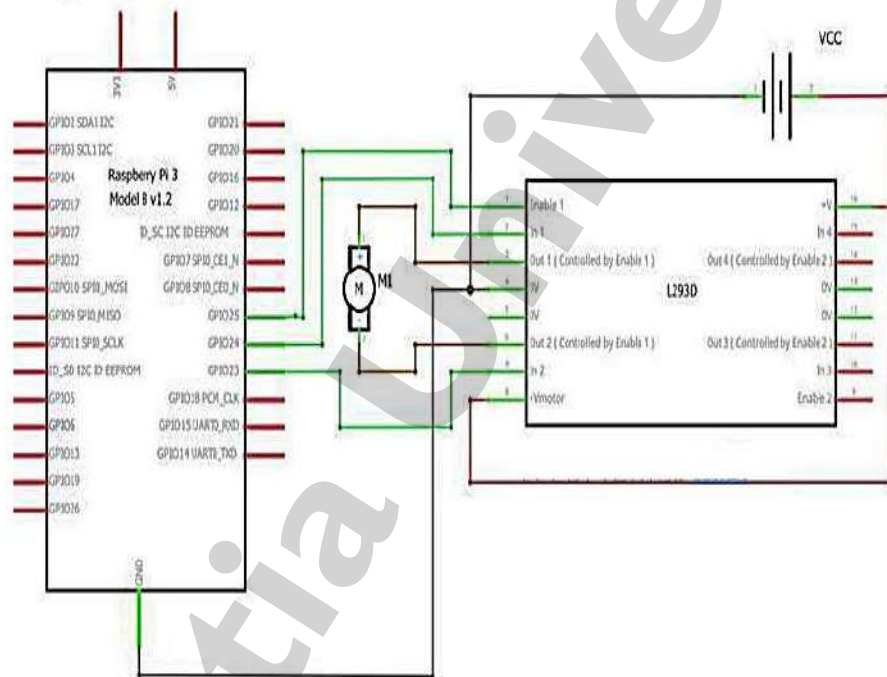 3V3
5V
GPIO2 SDA1 I2C
GPIO3 SCL1 I2C
GPIO4
GPIO17
GPIO27
GPIO22
GPIO10 SPI0_MOSI
GPIO9 SPI0_MISO
GPIO11 SPI0_SCLK
ID_SD I2C ID EEPROM
GPIO5
GPIO6
GPIO13
GPIO19
GPIO26
Raspbery Pi 3
Model B v1.2
GPIO21
GPIO20
GPIO16
GPIO12
ID_SC I2C ID EEPROM
GPIO7 SPI0_CE1_N
GPIO8 SPI0_CE0_N
GPIO25
GPIO24
GPIO23
GPIO18 PCM_CLK
GPIO15 UART0_RXD
GPIO14 UART0_TXD
GND
M
M1
VCC
Enable 1
In 1
Out 1 ( Controlled by Enable 1 )
0V
0V
Out 2 ( Controlled by Enable 1 )
In 2
+Vmotor
L293D
+V
In 4
Out 4 ( Controlled by Enable 2 )
0V
0V
Out 3 ( Controlled by Enable 2 )
In 3
Enable 2
tia Unive